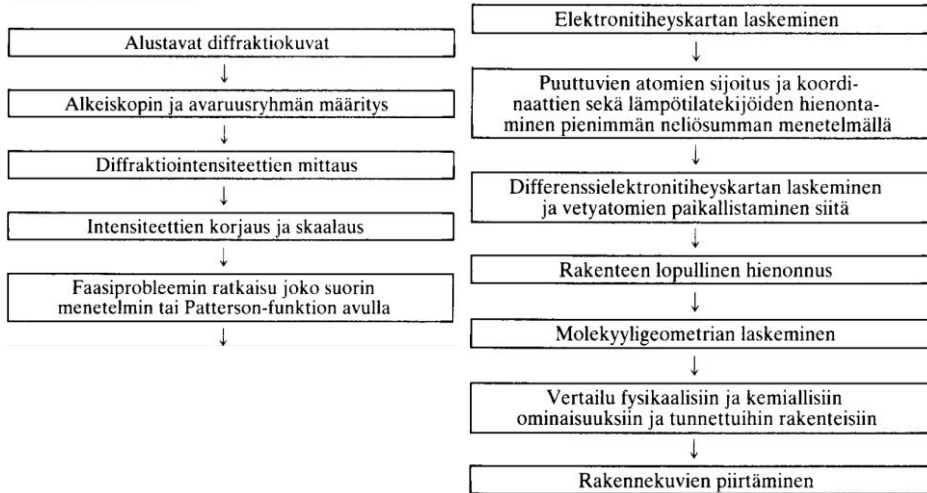 Alustavat diffraktiokuvat
Alkeiskopin ja avaruusryhmän määritys
Diffraktiointensiteettien mittaus
Intensiteettien korjaus ja skaalaus
Faasiprobleemin ratkaisu joko suorin
menetelmin tai Patterson-funktion avulla
Elektronitiheyskartan laskeminen
Puuttuvien atomien sijoitus ja koordi-
naattien sekä lämpötilatekijöiden hienonta-
minen pienimmän neliösumman menetelmällä
Differenssielektronitiheyskartan laskeminen
ja vetyatomien paikallistaminen siitä
Rakenteen lopullinen hienonnus
Molekyyligeometrian laskeminen
Vertailu fysikaalisiin ja kemiallisiin
ominaisuuksiin ja tunnettuihin rakenteisiin
Rakennekuvien piirtäminen